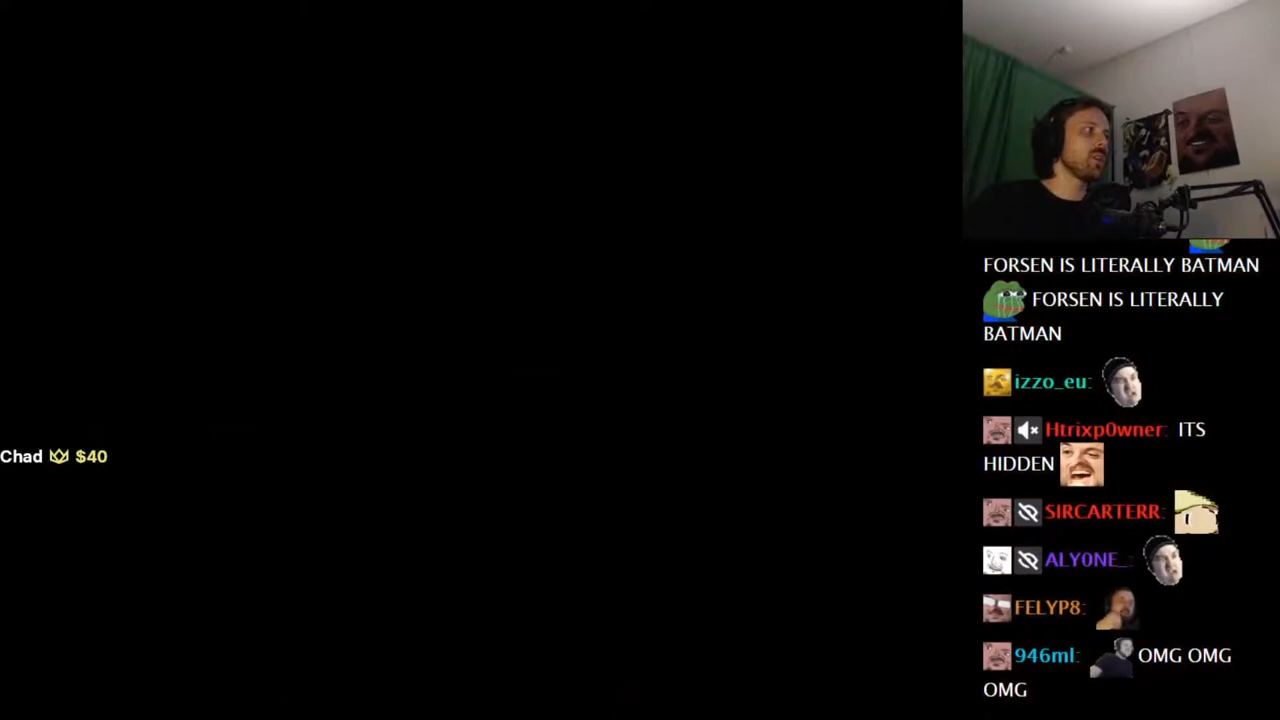 FORSEN IS LITERALLY BATMAN
FORSEN IS LITERALLY
BATMAN
izzo_eu:
Htrixp0wner: ITS
HIDDEN
Chad $40
SIRCARTERR:
ALY0NE_:
FELYP8:
946ml: OMG OMG
OMG